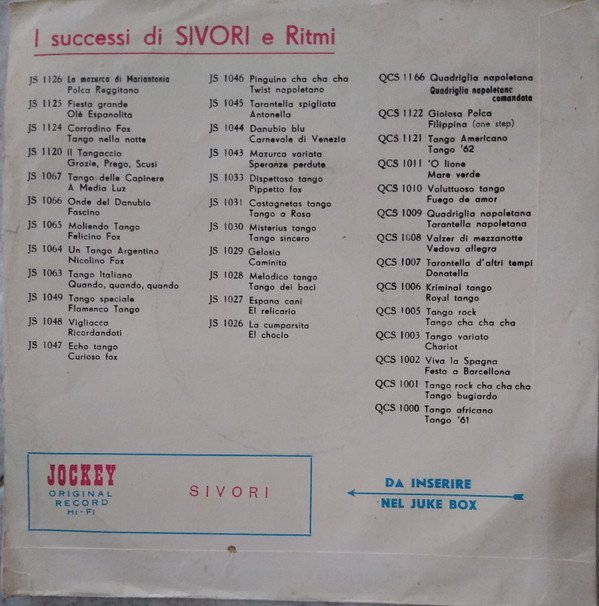 I successi di SIVORI e Ritmi
JS 1126 La mazurca di Mariantonia
Polca Reggitana
JS 1125 Fiesta grande
Olè Espanolita
JS 1124 Corradino Fox
Tango nella notte
JS 1120 Il Tangaccio
Grazie, Prego, Scusi
JS 1067 Tango delle Capinere
A Media Luz
JS 1066 Onde del Danubio
Fascino
JS 1065 Moliendo Tango
Felicino Fox
JS 1064 Un Tango Argentino
Nicolino Fox
JS 1063 Tango Italiano
Quando, quando, quando
JS 1049 Tango speciale
Flamenco Tango
JS 1048 Vigliacca
Ricordandoti
JS 1047 Echo tango
Curioso fox
JS 1046 Pinguino cha cha cha
Twist napoletano
JS 1045 Tarantella spigliata
Antonella
JS 1044 Danubio blu
Carnevale di Venezia
JS 1043 Mazurca variata
Speranze perdute
JS 1033 Dispettoso tango
Pippetto fox
JS 1031 Castagnetas tango
Tango a Rosa
JS 1030 Misterius tango
Tango sincero
JS 1029 Gelosia
Caminito
JS 1028 Melodico tango
Tango dei baci
JS 1027 Espana cani
El relicario
JS 1026 La cumparsita
El choclo
QCS 1166 Quadriglia napoletana
Quadriglia napoletana
comandata
QCS 1122 Gioiosa Polca
Filippina (one step)
QCS 1121 Tango Americano
Tango '62
QCS 1011 'O lione
Mare verde
QCS 1010 Voluttuoso tango
Fuego de amor
QCS 1009 Quadriglia napoletana
Tarantella napoletana
QCS 1008 Valzer di mezzanotte
Vedova allegra
QCS 1007 Tarantella d'altri tempi
Donatella
QCS 1006 Kriminal tango
Royal tango
QCS 1005 Tango rock
Tango cha cha cha
QCS 1003 Tango variato
Chariot
QCS 1002 Viva la Spagna
Festa a Barcellona
QCS 1001 Tango rock cha cha cha
Tango bugiardo
QCS 1000 Tango africano
Tango '61
JOCKEY
ORIGINAL
RECORD
HI-FI
SIVORI
DA INSERIRE
NEL JUKE BOX